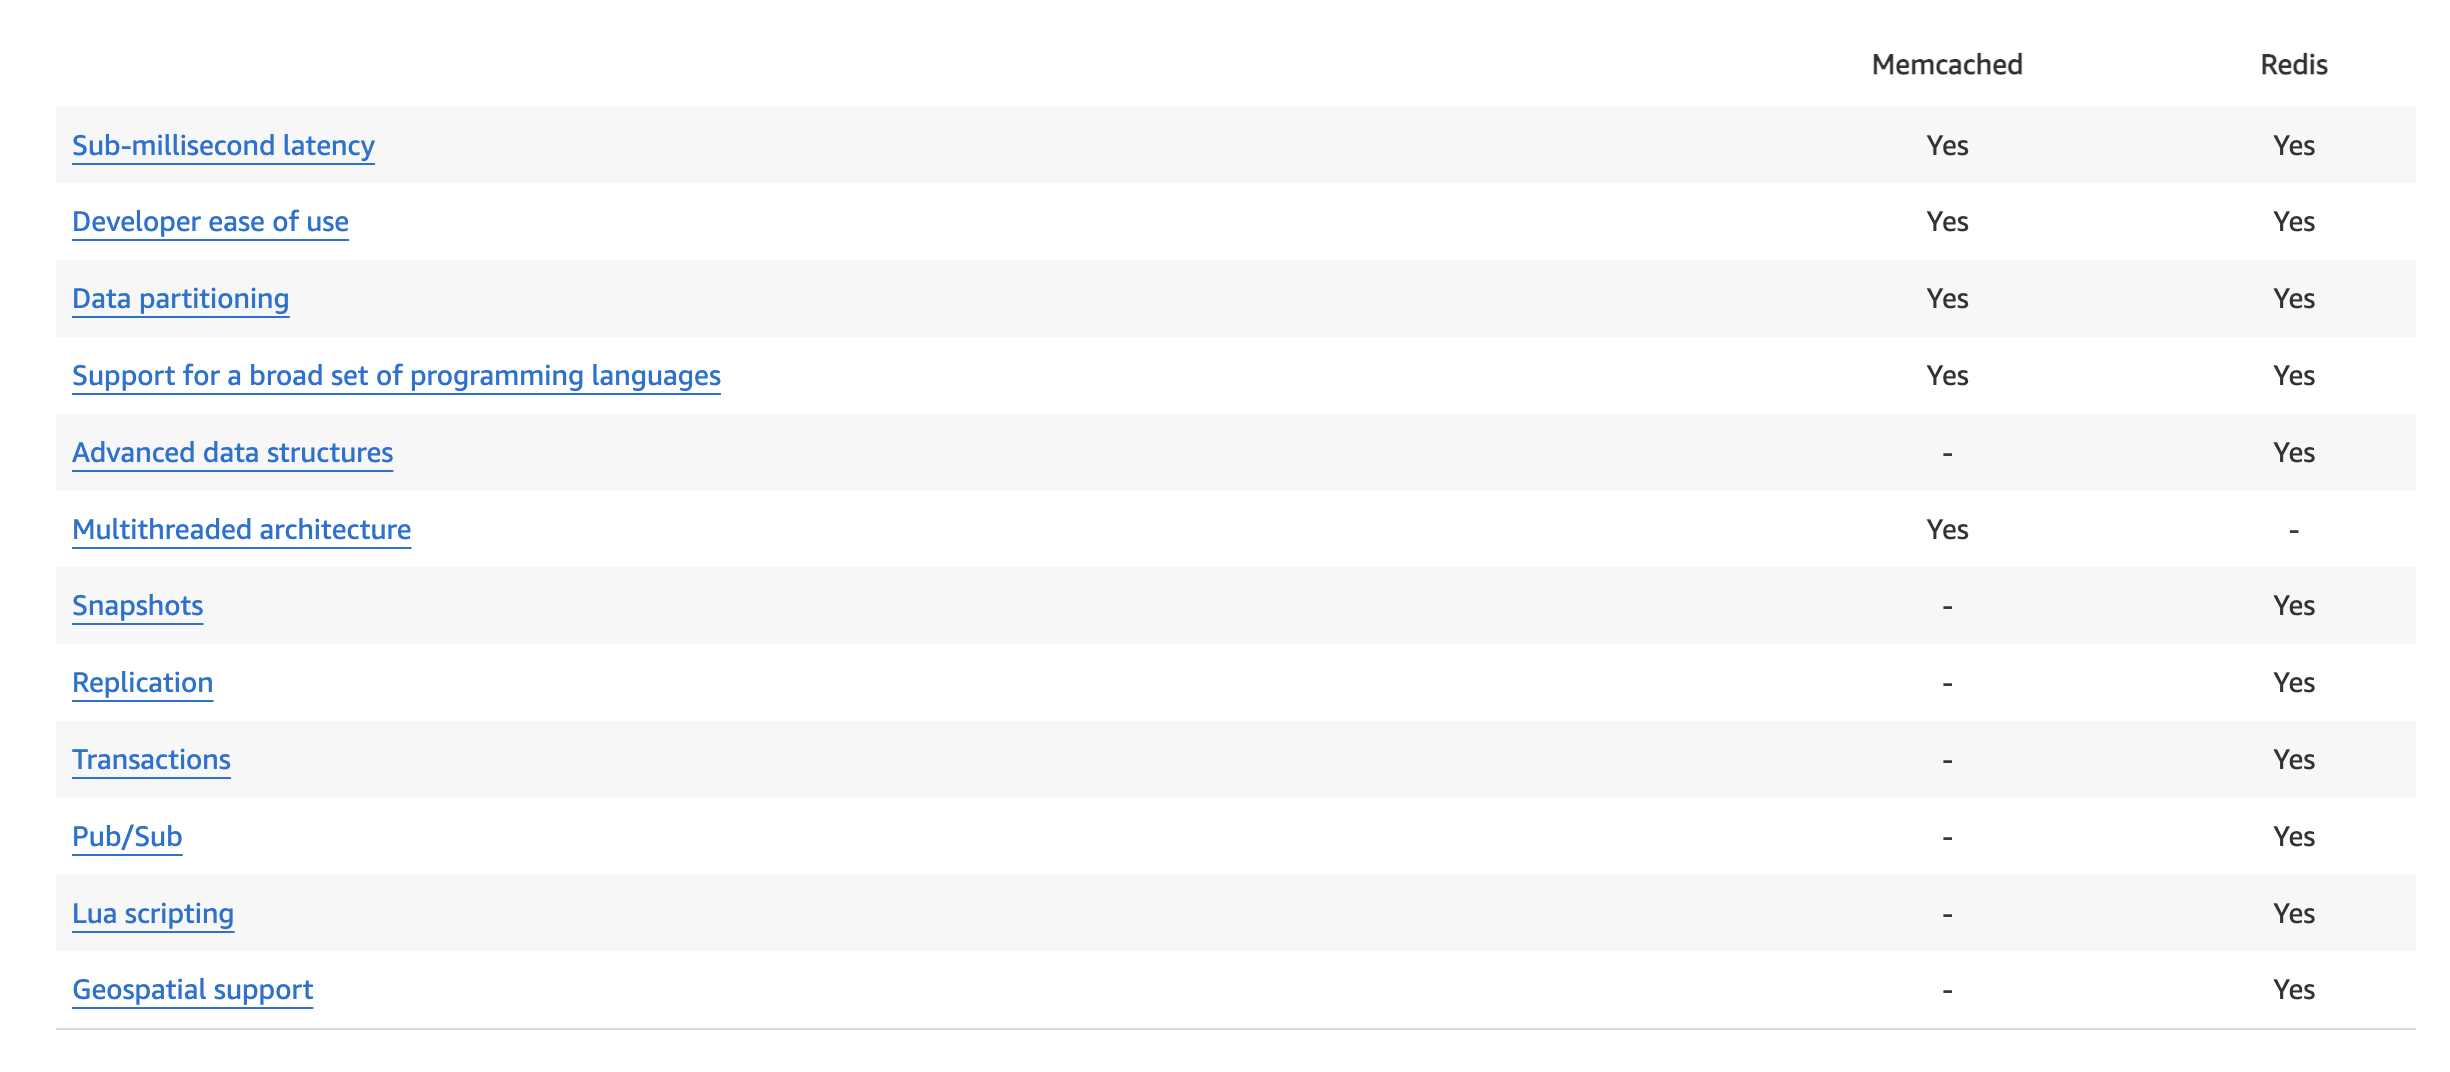 Memcached Redis
Sub-millisecond latency Yes Yes
Developer ease of use Yes Yes
Data partitioning Yes Yes
Support for a broad set of programming languages Yes Yes
Advanced data structures - Yes
Multithreaded architecture Yes -
Snapshots - Yes
Replication - Yes
Transactions - Yes
Pub/Sub - Yes
Lua scripting - Yes
Geospatial support - Yes